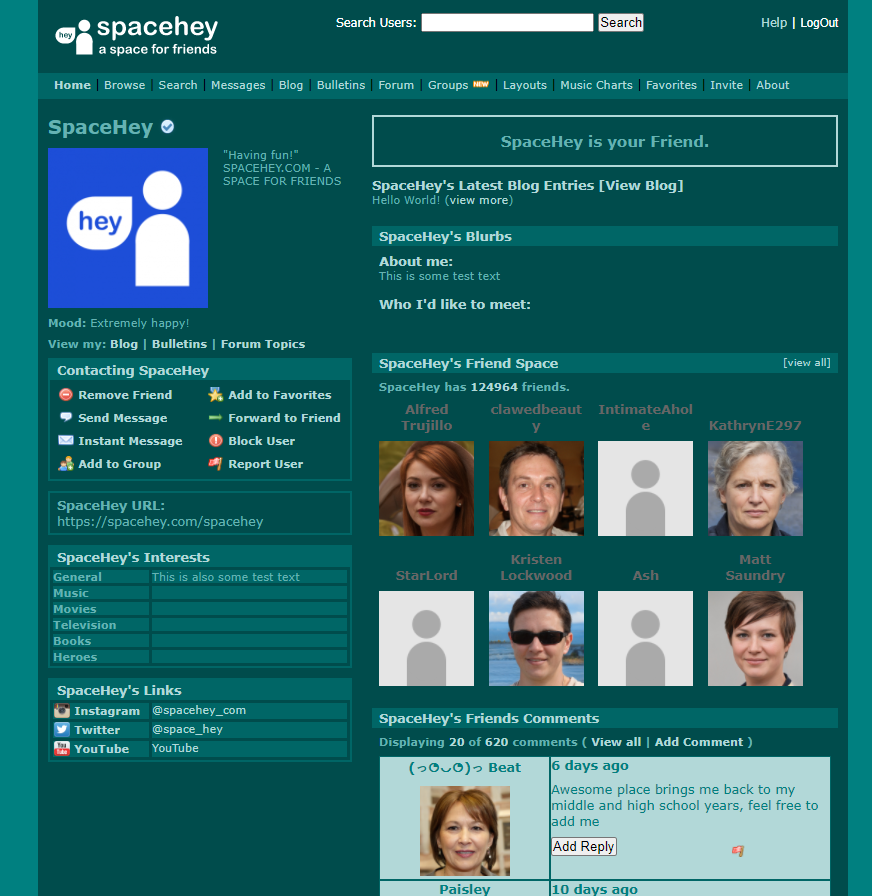 hey
spacehey
a space for friends
Search Users:
Search
Help | LogOut
Home | Browse | Search | Messages | Blog | Bulletins | Forum | Groups NEW | Layouts | Music Charts | Favorites | Invite | About
SpaceHey
"Having fun!"
SPACEHEY.COM - A
SPACE FOR FRIENDS
hey
Mood: Extremely happy!
View my: Blog | Bulletins | Forum Topics
Contacting SpaceHey
Remove Friend
Add to Favorites
Send Message
Forward to Friend
Instant Message
Block User
Add to Group
Report User
SpaceHey URL:
https://spacehey.com/spacehey
SpaceHey's Interests
General This is also some test text
Music
Movies
Television
Books
Heroes
SpaceHey's Links
Instagram @spacehey_com
Twitter @space_hey
You
Tube
YouTube YouTube
SpaceHey is your Friend.
SpaceHey's Latest Blog Entries [View Blog]
Hello World! (view more)
SpaceHey's Blurbs
About me:
This is some test text
Who I'd like to meet:
SpaceHey's Friend Space [view all]
SpaceHey has 124964 friends.
Alfred
Trujillo
clawedbeaut
y
IntimateAhol
e
KathrynE297
StarLord
Kristen
Lockwood
Ash
Matt
Saundry
SpaceHey's Friends Comments
Displaying 20 of 620 comments ( View all | Add Comment )
(っ◔◡◔)っ Beat
6 days ago
Awesome place brings me back to my
middle and high school years, feel free to
add me
Add Reply
Paisley
10 days ago